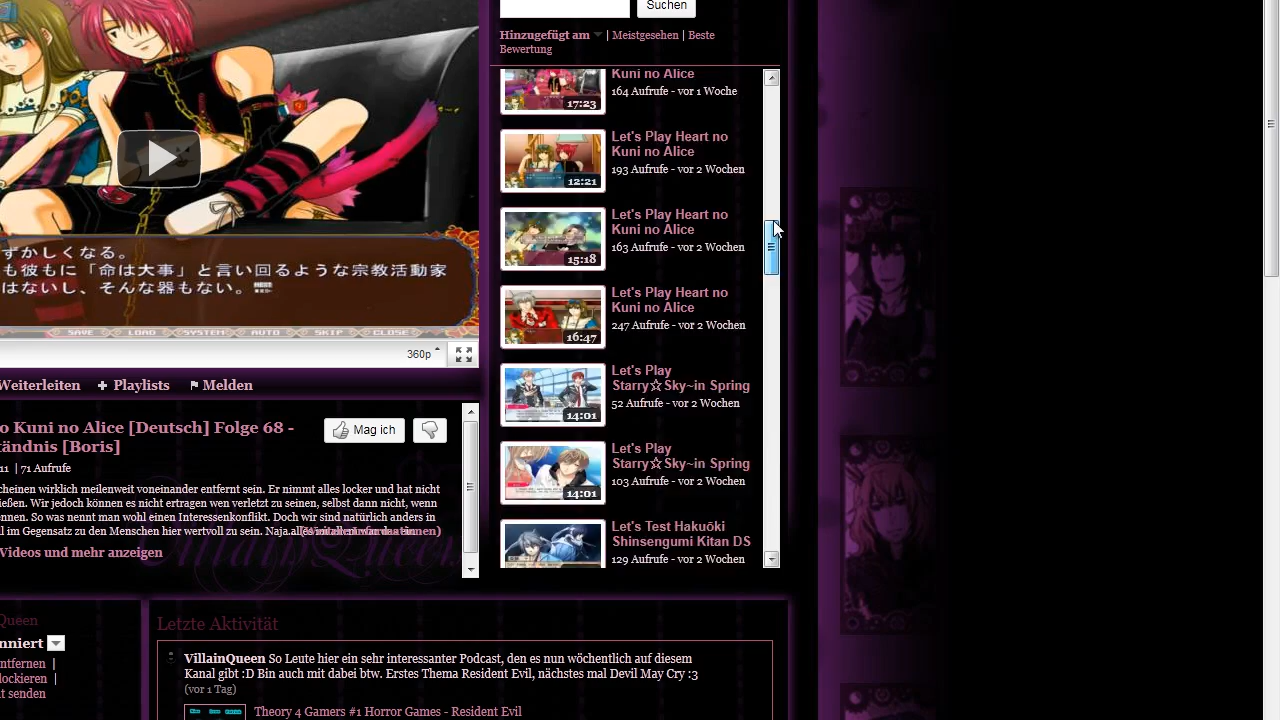 Suchen
Hinzugefügt am | Meistgesehen | Beste
Bewertung
Kuni no Alice
164 Aufrufe - vor 1 Woche
17:23
Let's Play Heart no
Kuni no Alice
193 Aufrufe - vor 2 Wochen
12:21
Let's Play Heart no
Kuni no Alice
163 Aufrufe - vor 2 Wochen
15:18
Let's Play Heart no
Kuni no Alice
247 Aufrufe - vor 2 Wochen
16:47
Let's Play
Starry☆Sky~in Spring
52 Aufrufe - vor 2 Wochen
14:01
Let's Play
Starry☆Sky~in Spring
103 Aufrufe - vor 2 Wochen
14:01
Let's Test Hakuōki
Shinsengumi Kitan DS
129 Aufrufe - vor 2 Wochen
ずかしくなる。
も彼もに「命は大事」と言い回るような宗教活動家
はないし、そんな器もない。
SAVE LOAD SYSTEM AUTO SKIP CLOSE
360p
Weiterleiten + Playlists Melden
o Kuni no Alice [Deutsch] Folge 68 -
tändnis [Boris]
Mag ich
11 | 71 Aufrufe
cheinen wirklich meilenweit voneinander entfernt sein. Er nimmt alles locker und hat nicht
ießen. Wir jedoch können es nicht ertragen wen verletzt zu seinen, selbst dann nicht, wenn
ennen. So was nennt man wohl einen Interessenkonflikt. Doch wir sind natürlich anders in
l im Gegensatz zu den Menschen hier wertvoll zu sein. Naja.
Videos und mehr anzeigen
VillainQueen
Queen
nniert
ntfernen |
lockieren |
t senden
Letzte Aktivität
VillainQueen So Leute hier ein sehr interessanter Podcast, den es nun wöchentlich auf diesem
Kanal gibt :D Bin auch mit dabei btw. Erstes Thema Resident Evil, nächstes mal Devil May Cry :3
(vor 1 Tag)
Theory 4 Gamers #1 Horror Games - Resident Evil